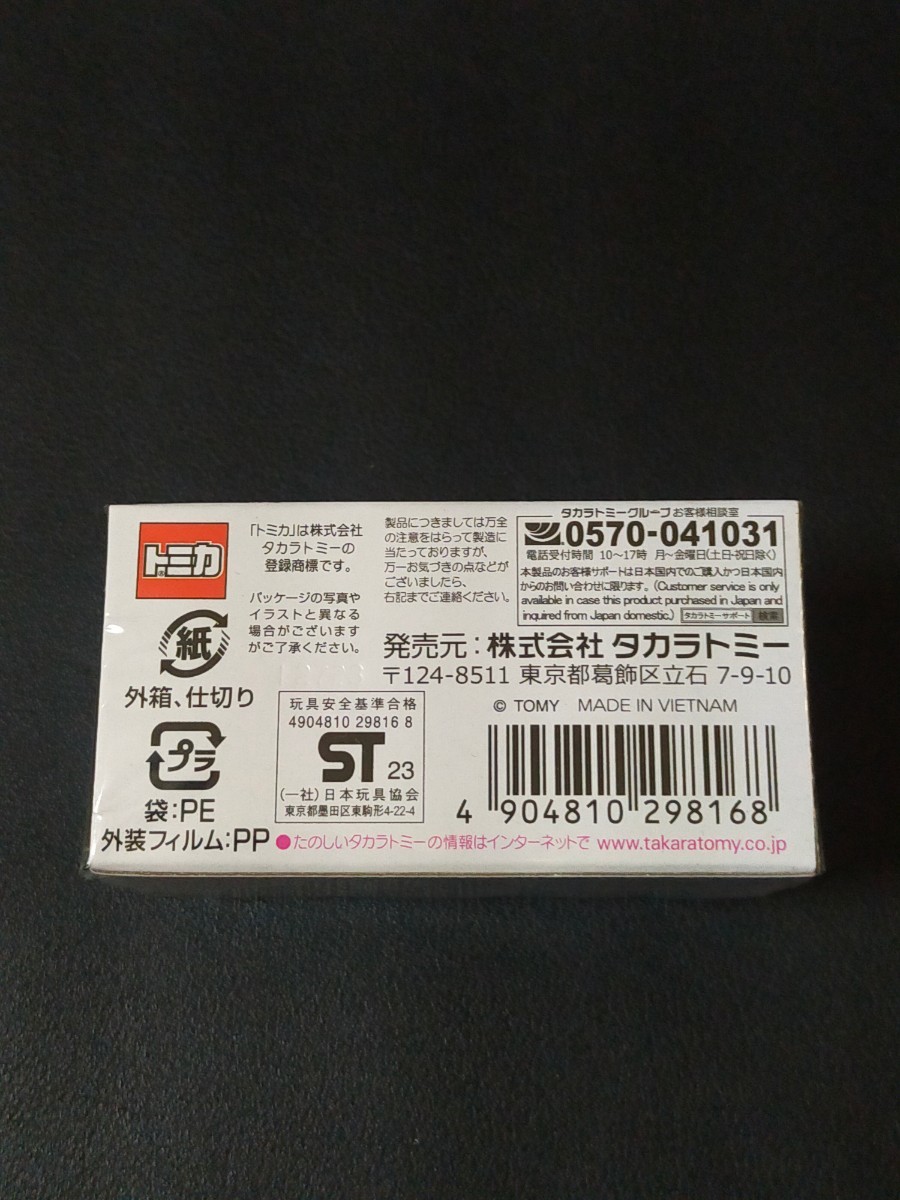 トミカ
®
「トミカ」は株式会社
タカラトミーの
登録商標です。
パッケージの写真や
イラストと異なる
場合がございます
がご了承ください。
製品につきましては万全
の注意をはらって製造に
当たっておりますが、
万一お気づきの点などが
ございましたら、
右記までご連絡ください。
タカラトミーグループお客様相談室
0570-041031
電話受付時間 10〜17時 月〜金曜日(土日・祝日除く)
本製品のお客様サポートは日本国内でのご購入かつ日本国内
からのお問い合わせに限ります。(Customer service is only
available in case this product purchased in Japan and
inquired from Japan domestic.) タカラトミーサポート 検索
発売元:株式会社 タカラトミー
〒124-8511 東京都葛飾区立石 7-9-10
© TOMY MADE IN VIETNAM
紙
外箱、仕切り
プラ
袋:PE
外装フィルム:PP
玩具安全基準合格
4904810 29816 8
ST 23
(一社)日本玩具協会
東京都墨田区東駒形4-22-4
4 904810 298168
●たのしいタカラトミーの情報はインターネットで www.takaratomy.co.jp